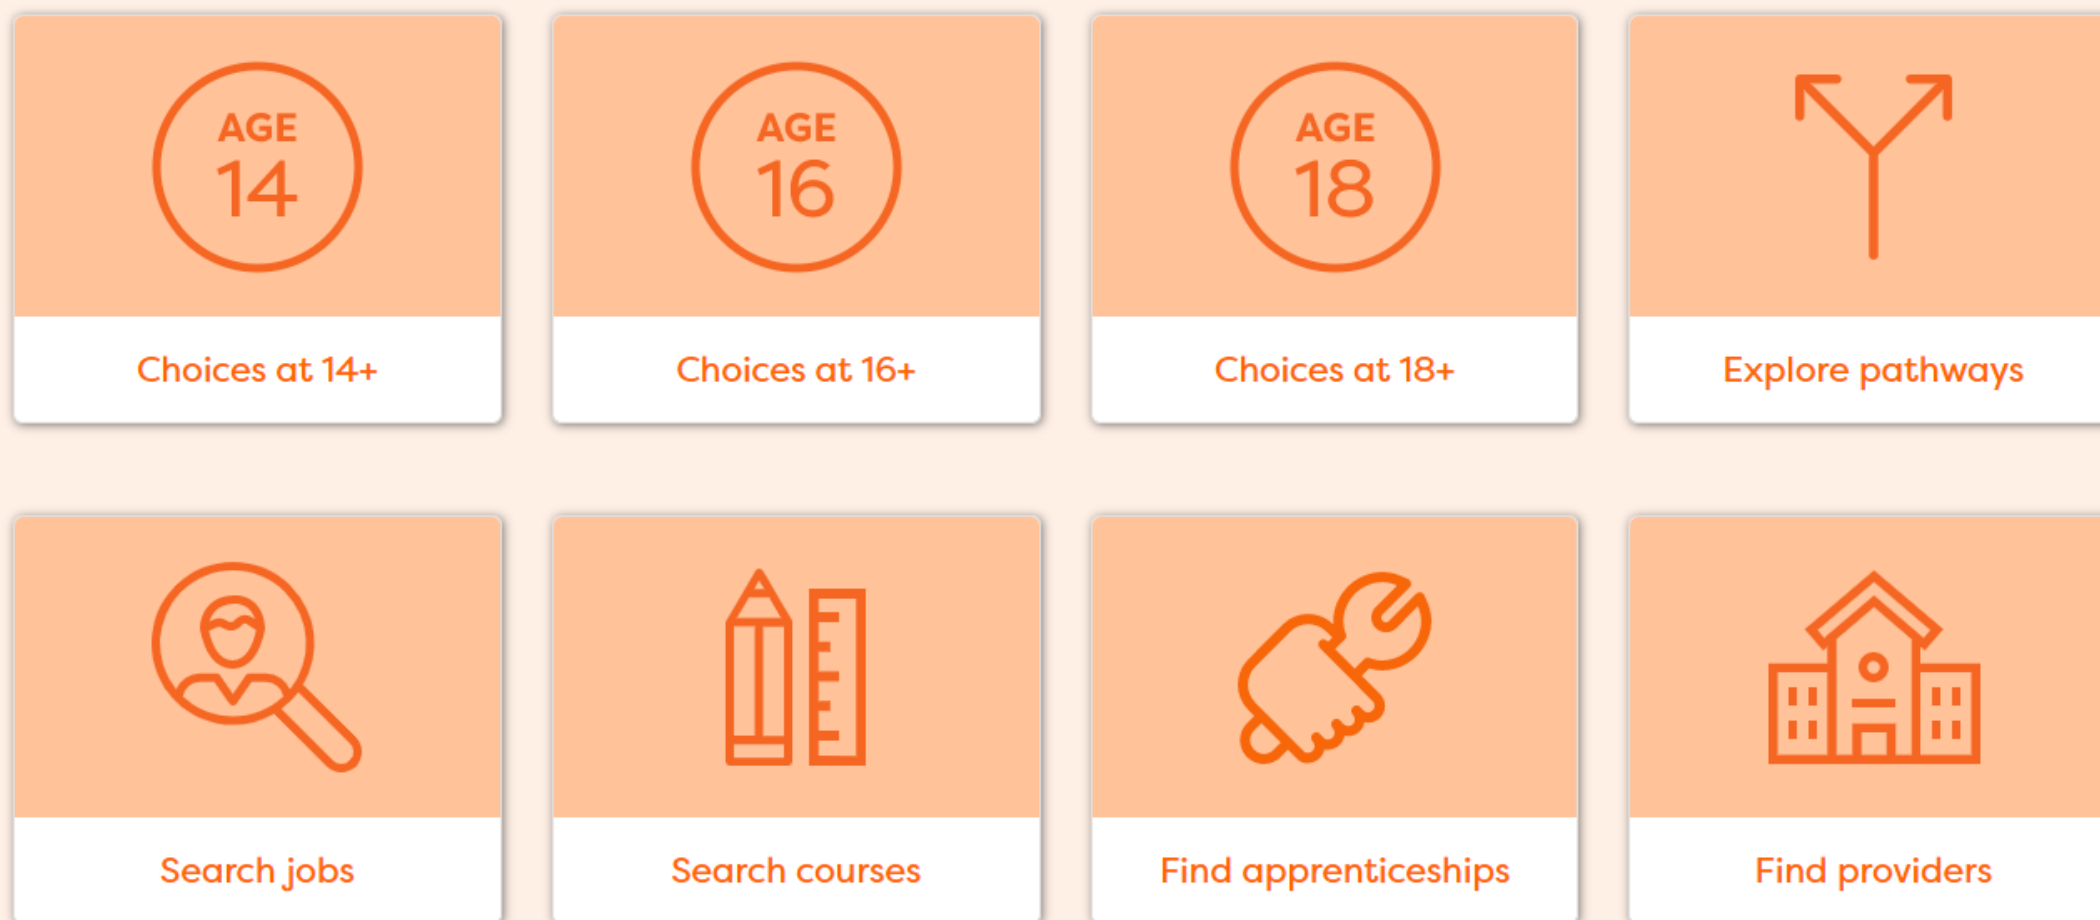 AGE
14
AGE
16
AGE
18
Choices at 14+
Choices at 16+
Choices at 18+
Explore pathways
Search jobs
Search courses
Find apprenticeships
Find providers